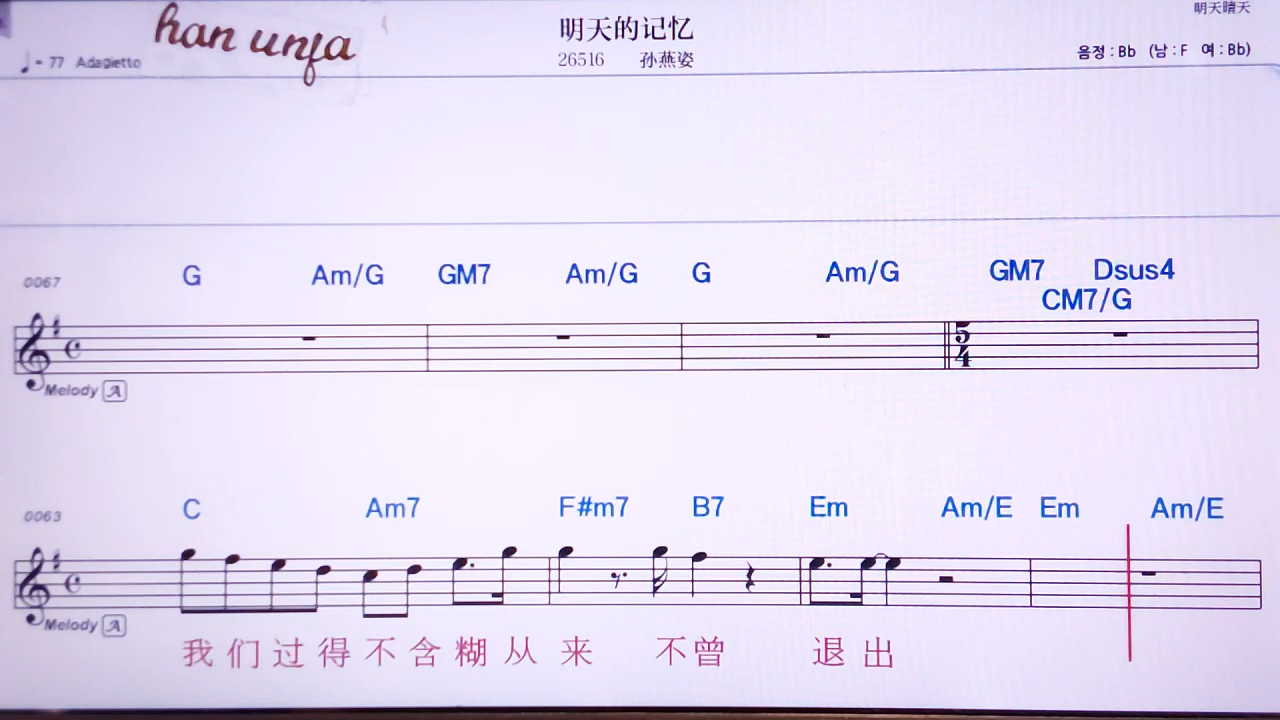 明天晴天
han unja
明天的记忆
♩= 77 Adagietto
26516 孙燕姿
음정 : Bb (남 : F 여 : Bb)
0067
G Am/G GM7 Am/G G Am/G GM7 Dsus4
CM7/G
5
4
Melody A
0063
C Am7 F#m7 B7 Em Am/E Em Am/E
Melody A
我们过得不含糊从来 不曾 退出